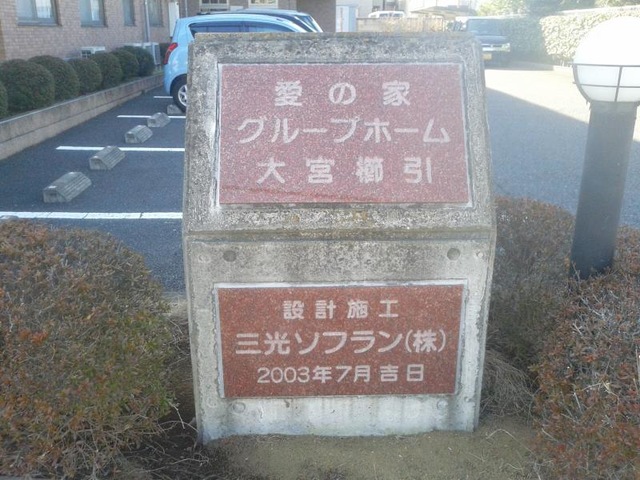 愛の家
グループホーム
大宮櫛引
設計施工
三光ソフラン(株)
2003年7月吉日